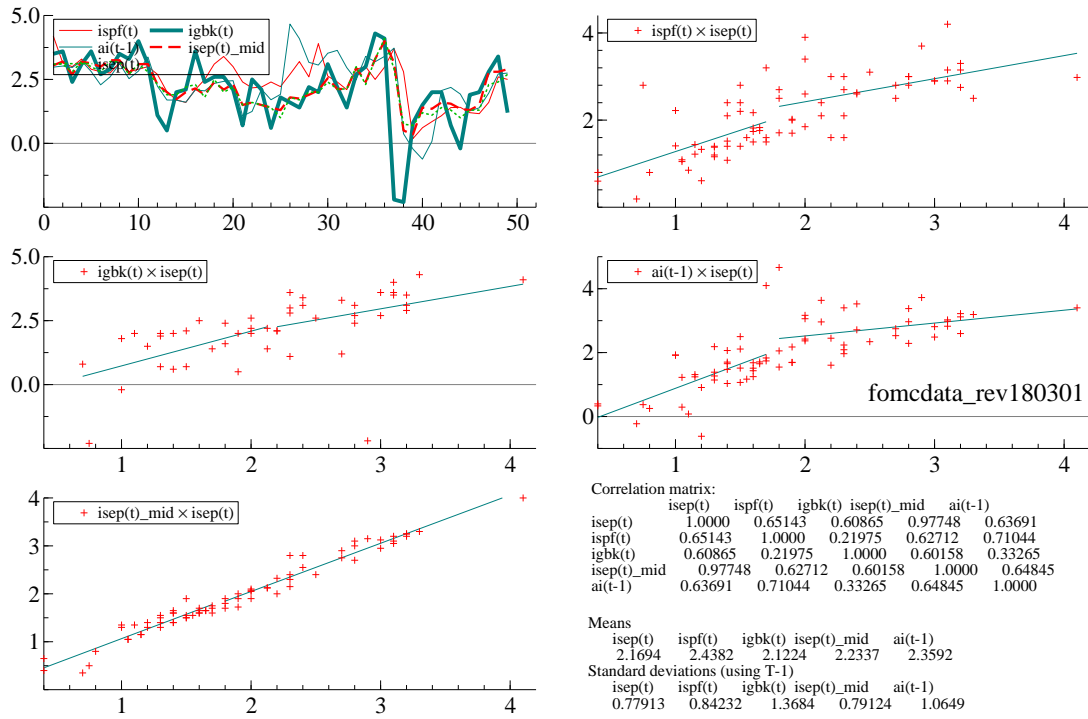 5.0
2.5
0.0
ispf(t) igbk(t)
ai(t-1) isep(t)_mid
isep(t)
0 10 20 30 40 50
4
2
ispf(t) × isep(t)
1 2 3 4
5.0
2.5
0.0
igbk(t) × isep(t)
1 2 3 4
4
2
0
ai(t-1) × isep(t)
fomcdata_rev180301
1 2 3 4
4
3
2
1
isep(t)_mid × isep(t)
1 2 3 4
Correlation matrix:
isep(t) ispf(t) igbk(t) isep(t)_mid ai(t-1)
isep(t) 1.0000 0.65143 0.60865 0.97748 0.63691
ispf(t) 0.65143 1.0000 0.21975 0.62712 0.71044
igbk(t) 0.60865 0.21975 1.0000 0.60158 0.33265
isep(t)_mid 0.97748 0.62712 0.60158 1.0000 0.64845
ai(t-1) 0.63691 0.71044 0.33265 0.64845 1.0000
Means
isep(t) ispf(t) igbk(t) isep(t)_mid ai(t-1)
2.1694 2.4382 2.1224 2.2337 2.3592
Standard deviations (using T-1)
isep(t) ispf(t) igbk(t) isep(t)_mid ai(t-1)
0.77913 0.84232 1.3684 0.79124 1.0649